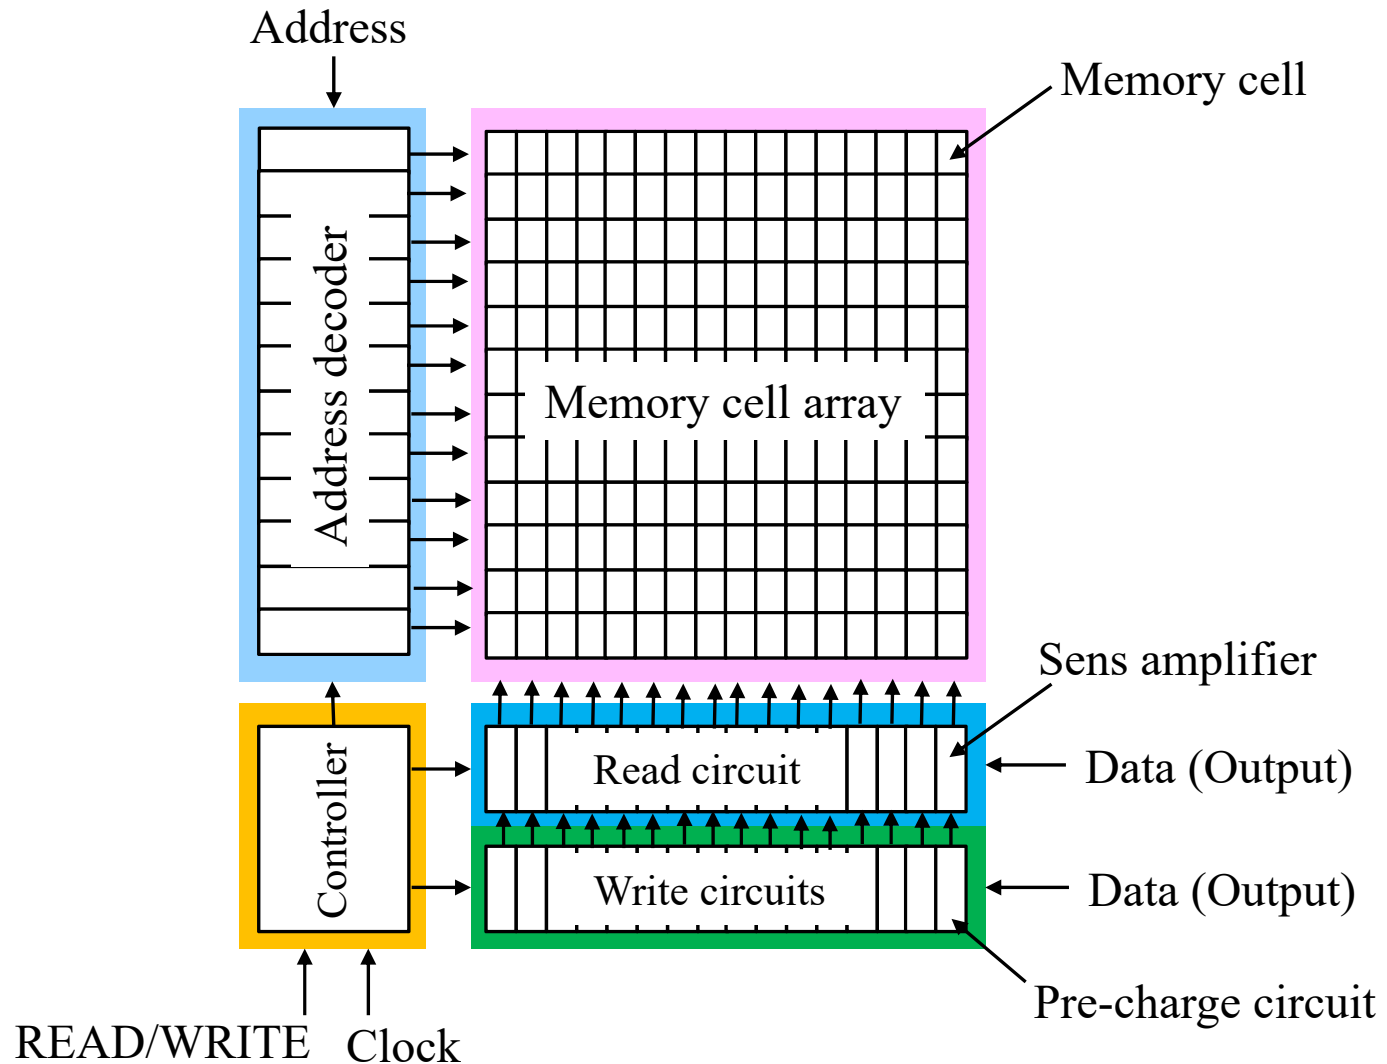 Address
Memory cell
Address decoder
Memory cell array
Sens amplifier
Controller
Read circuit
Data (Output)
Write circuits
Data (Output)
Pre-charge circuit
READ/WRITE
Clock